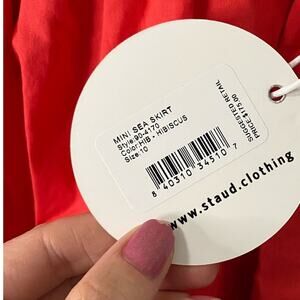 MINI SEA SKIRT
Style:90-4170
Color:HIB - HIBISCUS
Size:10
8 40310 34510 7
SUGGESTED RETAIL
PRICE $175.00
www.staud.clothing